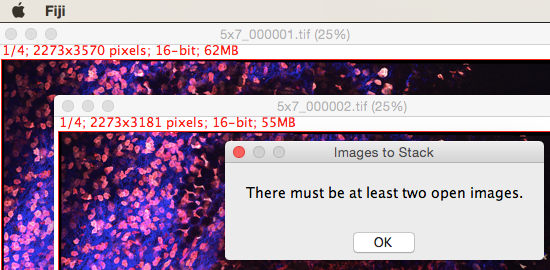 Fiji
5x7_000001.tif (25%)
1/4; 2273x3570 pixels; 16-bit; 62MB
5x7_000002.tif (25%)
1/4; 2273x3181 pixels; 16-bit; 55MB
Images to Stack
There must be at least two open images.
OK